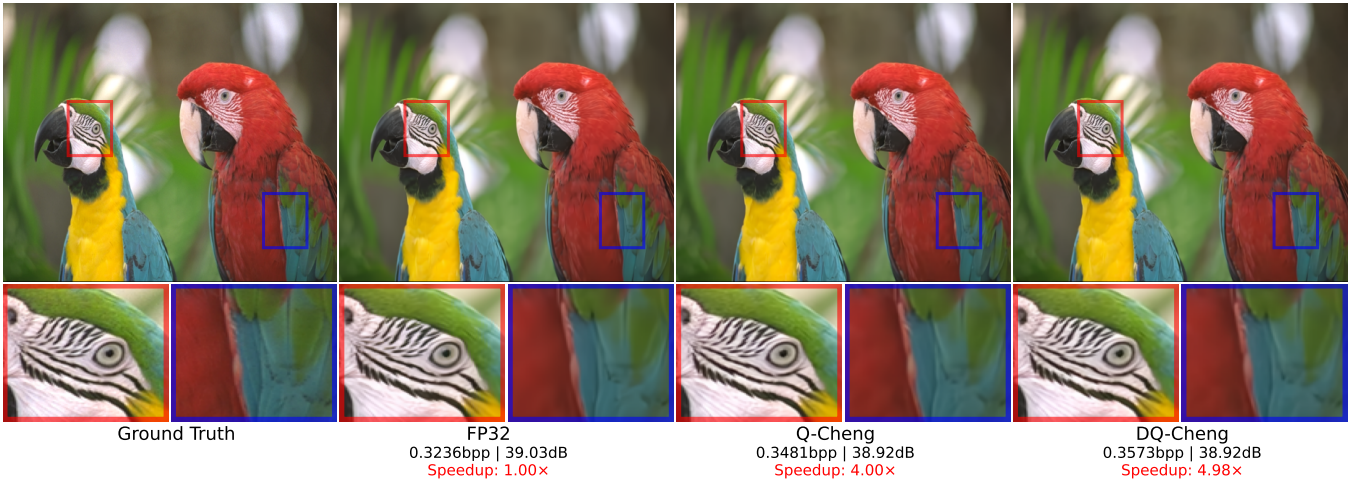 Ground Truth
FP32
0.3236bpp | 39.03dB
Speedup: 1.00×
Q-Cheng
0.3481bpp | 38.92dB
Speedup: 4.00×
DQ-Cheng
0.3573bpp | 38.92dB
Speedup: 4.98×